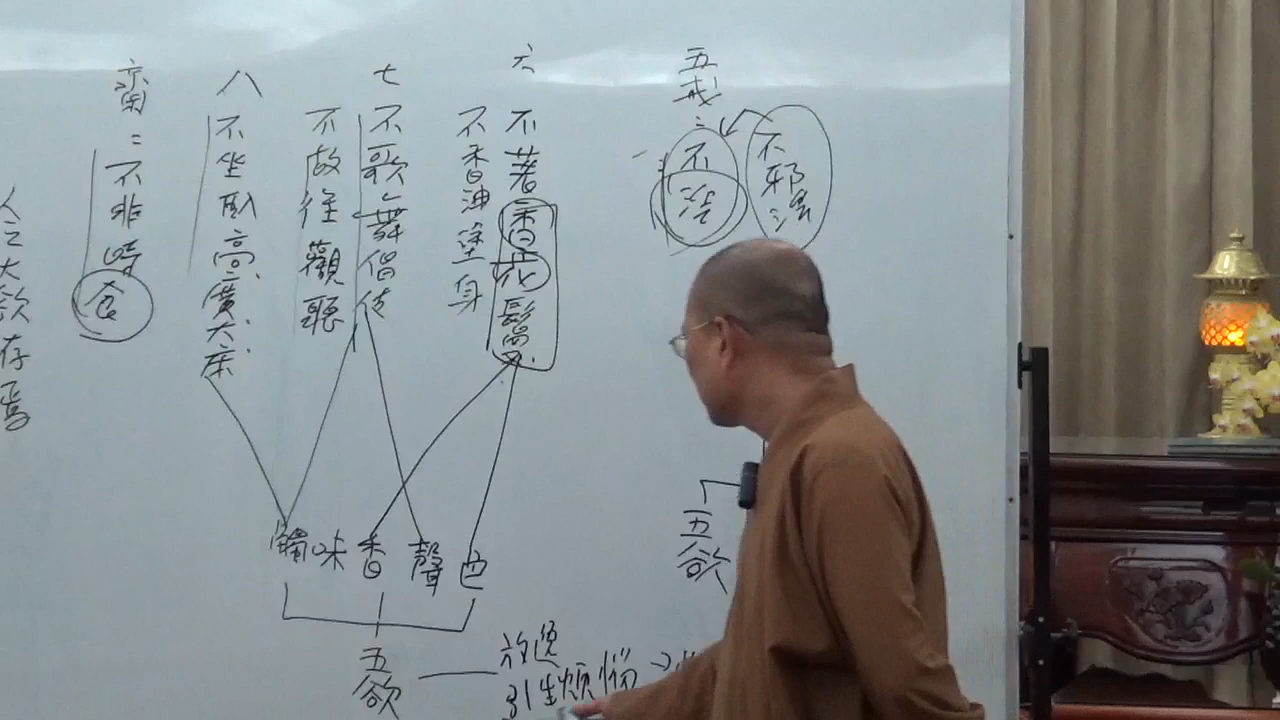 不邪淫
五戒：不淫
六 不著香花鬘
不香油塗身
七 不歌舞倡伎
不故往觀聽
八 不坐臥高、廣、大床
齋：不非時食
人之大欲存焉
色 聲 香 味 觸
五欲
放逸
引生煩惱
五欲